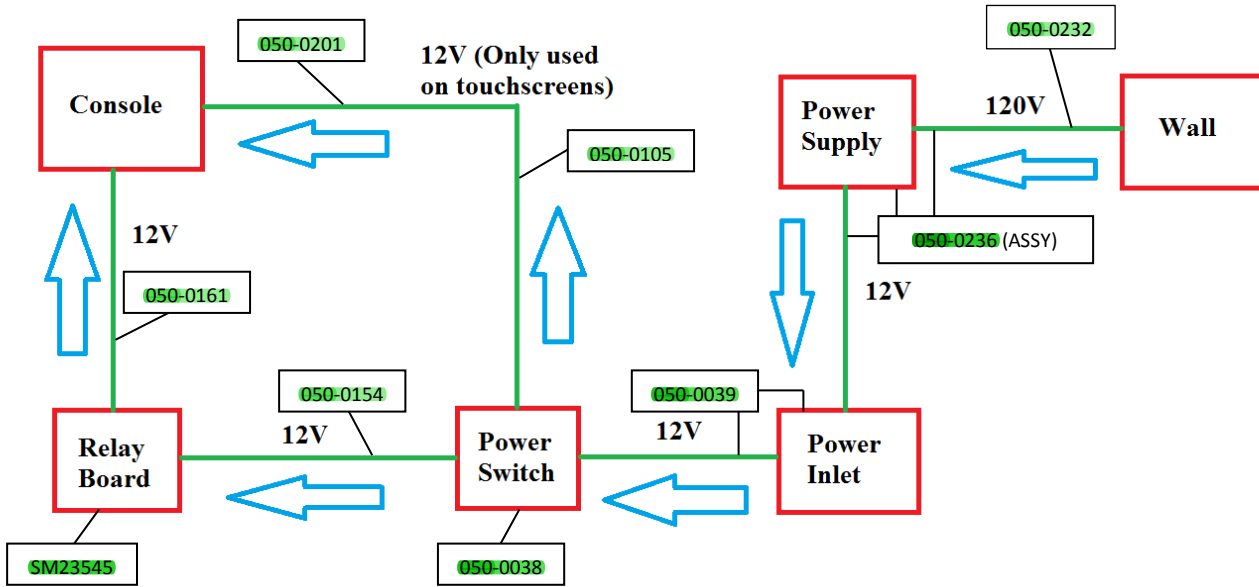 050-0232
050-0201
12V (Only used
on touchscreens)
Console
Power
Supply
120V
Wall
050-0105
12V
050-0236 (ASSY)
12V
050-0161
050-0154
050-0039
12V
12V
Relay
Board
Power
Switch
Power
Inlet
SM23545
050-0038